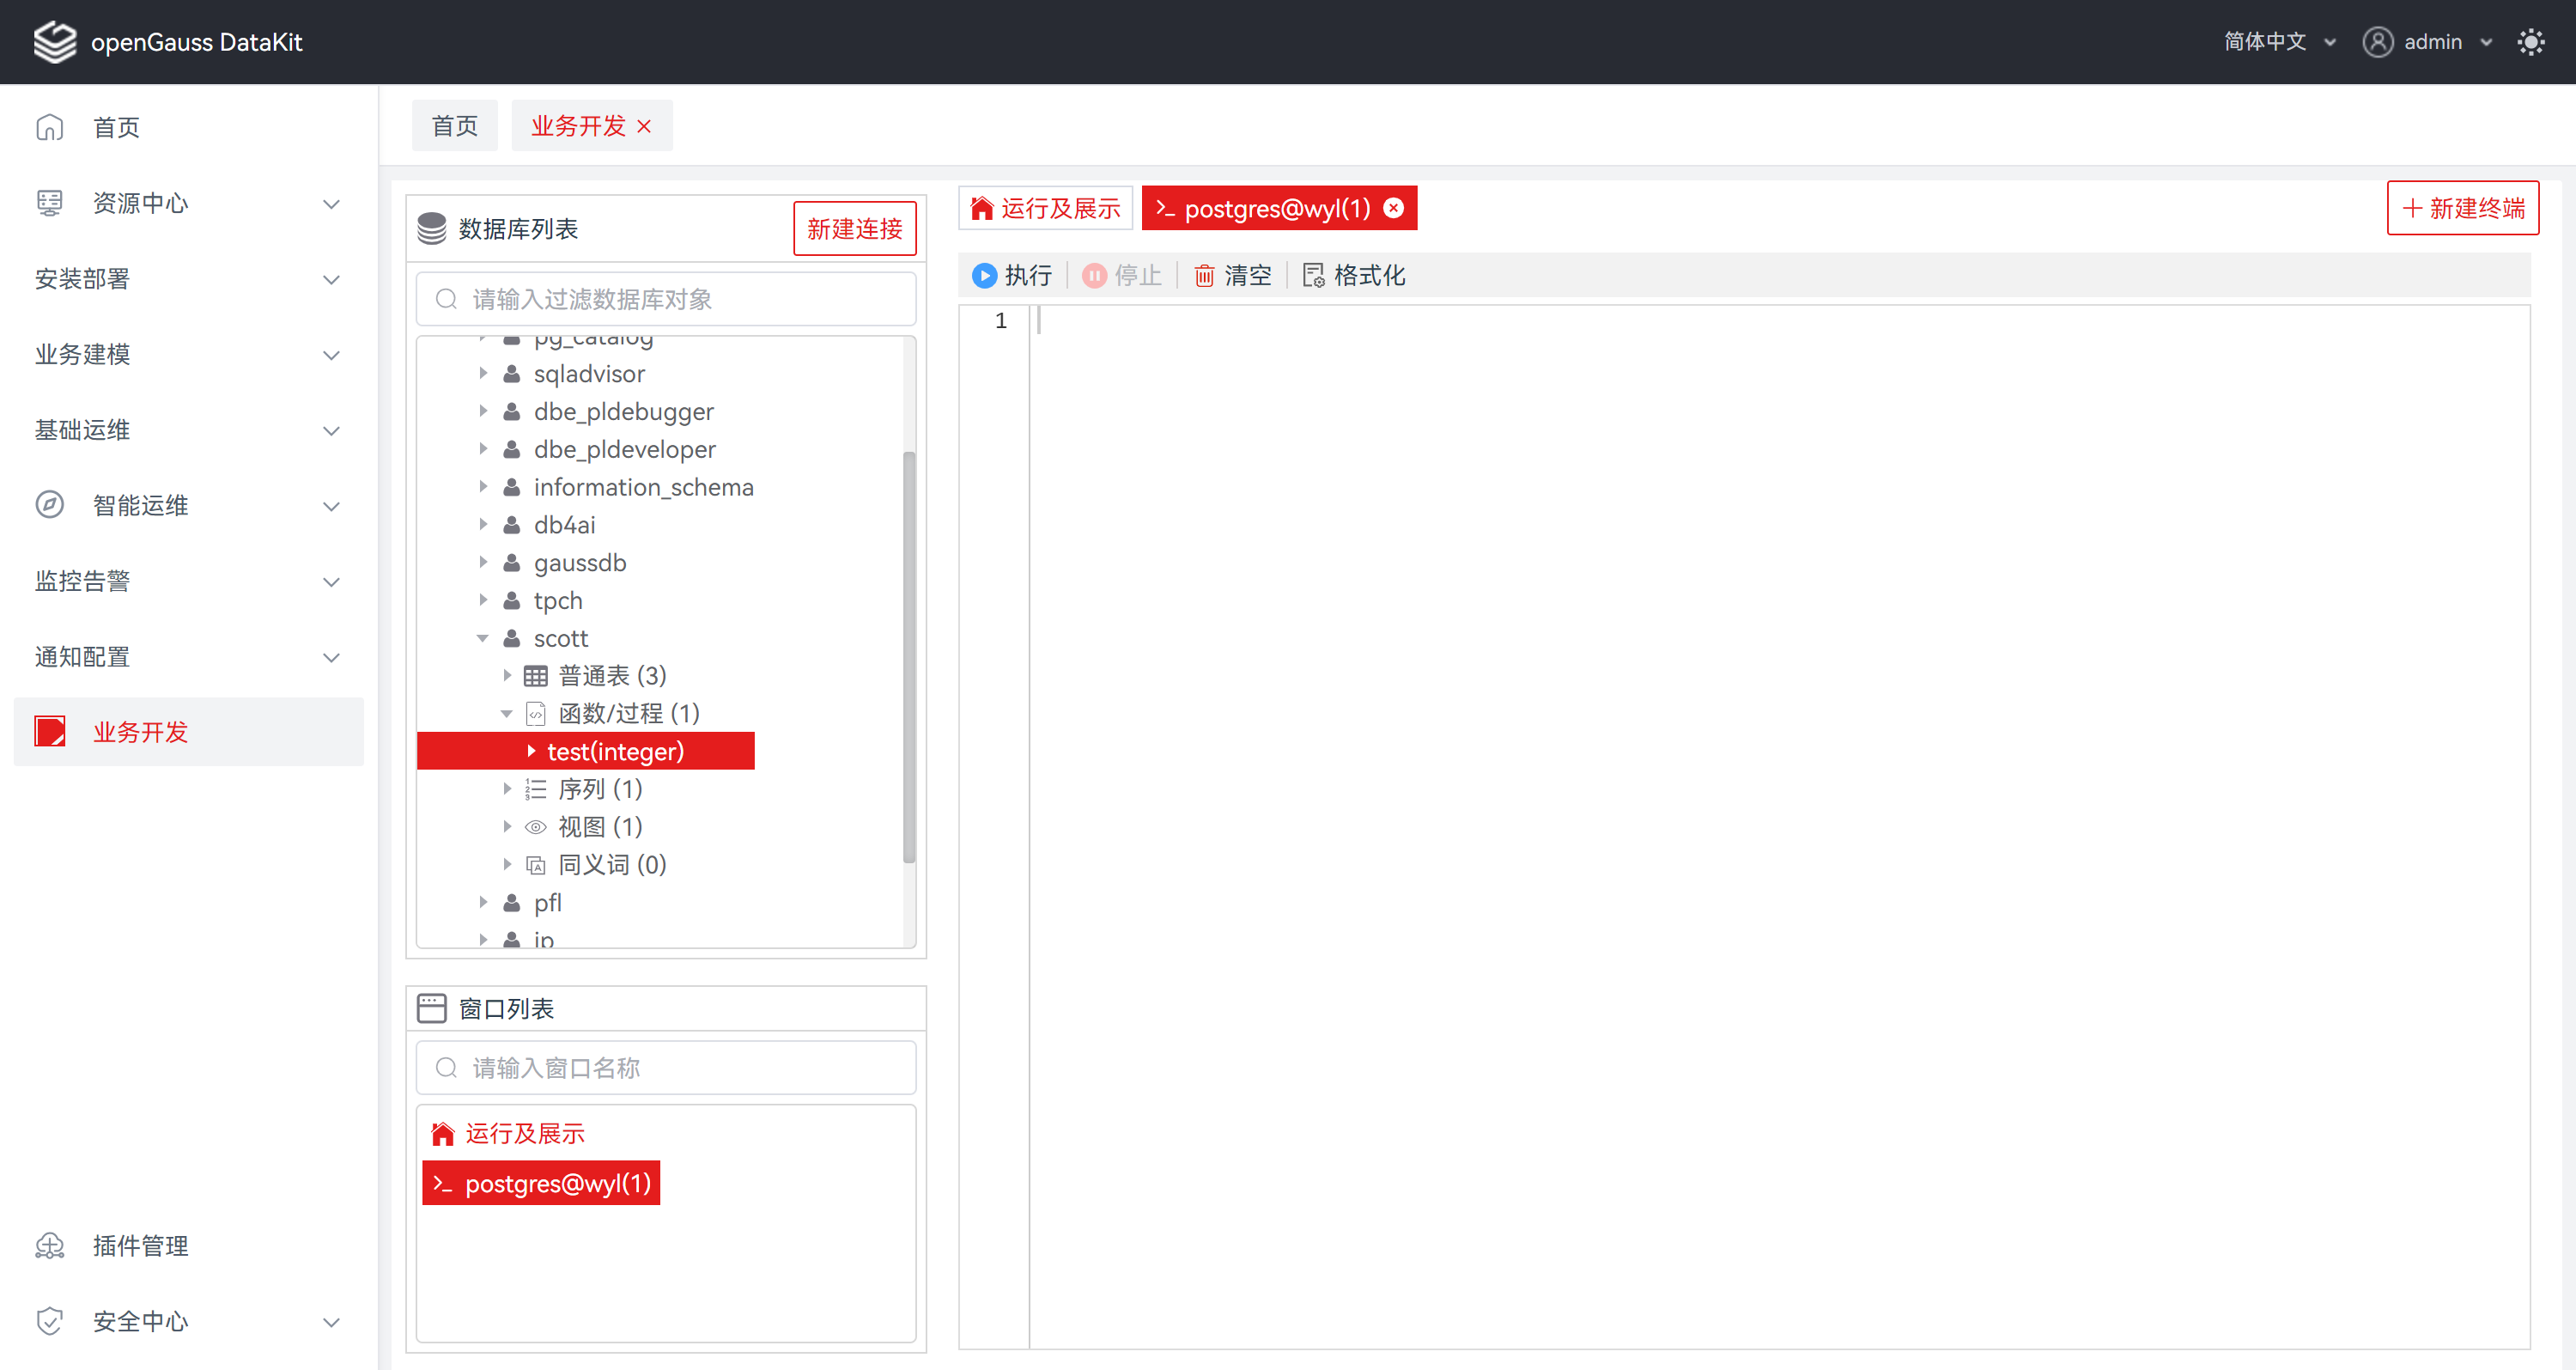 openGauss DataKit
简体中文
admin
首页
资源中心
安装部署
业务建模
基础运维
智能运维
监控告警
通知配置
业务开发
插件管理
安全中心
首页
业务开发
数据库列表
新建连接
请输入过滤数据库对象
pg_catalog
sqladvisor
dbe_pldebugger
dbe_pldeveloper
information_schema
db4ai
gaussdb
tpch
scott
普通表 (3)
函数/过程 (1)
test(integer)
序列 (1)
视图 (1)
同义词 (0)
pfl
窗口列表
请输入窗口名称
运行及展示
postgres@wyl(1)
运行及展示
postgres@wyl(1)
新建终端
执行
停止
清空
格式化
1